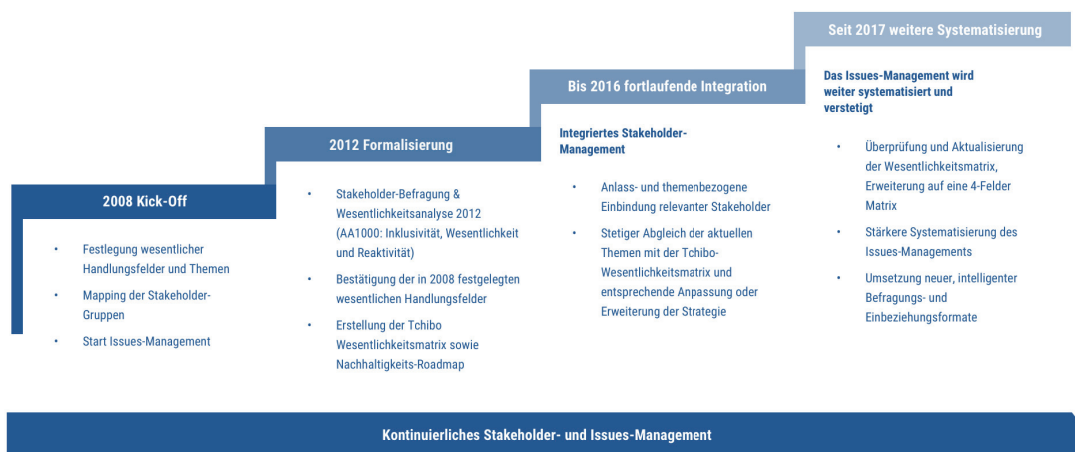 2008 Kick-Off
• Festlegung wesentlicher
Handlungsfelder und Themen
• Mapping der Stakeholder-
Gruppen
• Start Issues-Management
2012 Formalisierung
• Stakeholder-Befragung &
Wesentlichkeitsanalyse 2012
(AA1000: Inklusivität, Wesentlichkeit
und Reaktivität)
• Bestätigung der in 2008 festgelegten
wesentlichen Handlungsfelder
• Erstellung der Tchibo
Wesentlichkeitsmatrix sowie
Nachhaltigkeits-Roadmap
Bis 2016 fortlaufende Integration
Integriertes Stakeholder-
Management
• Anlass- und themenbezogene
Einbindung relevanter Stakeholder
• Stetiger Abgleich der aktuellen
Themen mit der Tchibo-
Wesentlichkeitsmatrix und
entsprechende Anpassung oder
Erweiterung der Strategie
Seit 2017 weitere Systematisierung
Das Issues-Management wird
weiter systematisiert und
verstetigt
• Überprüfung und Aktualisierung
der Wesentlichkeitsmatrix,
Erweiterung auf eine 4-Felder
Matrix
• Stärkere Systematisierung des
Issues-Managements
• Umsetzung neuer, intelligenter
Befragungs- und
Einbeziehungsformate
Kontinuierliches Stakeholder- und Issues-Management